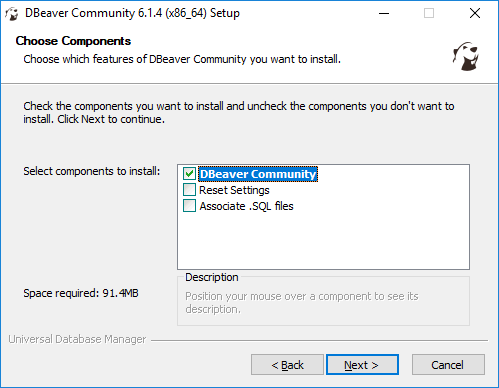 DBeaver Community 6.1.4 (x86_64) Setup
Choose Components
Choose which features of DBeaver Community you want to install.
Check the components you want to install and uncheck the components you don't want to
install. Click Next to continue.
Select components to install:
DBeaver Community
Reset Settings
Associate .SQL files
Space required: 91.4MB
Description
Position your mouse over a component to see its
description.
Universal Database Manager
< Back
Next >
Cancel